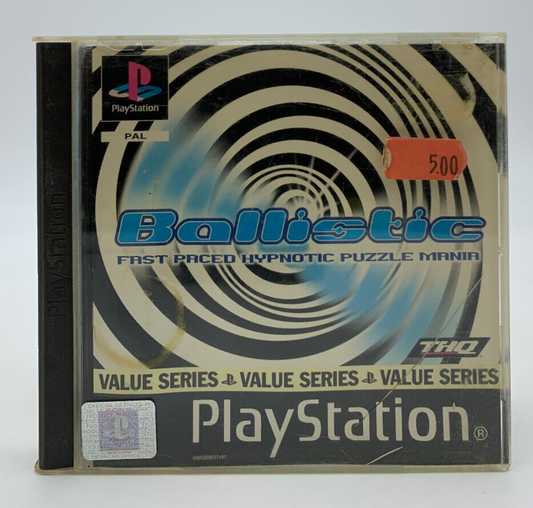 PlayStation
PAL
5.00
PlayStation
Ballistic
FAST PACED HYPNOTIC PUZZLE MANIA
THQ
VALUE SERIES VALUE SERIES VALUE SERIES
PlayStation®